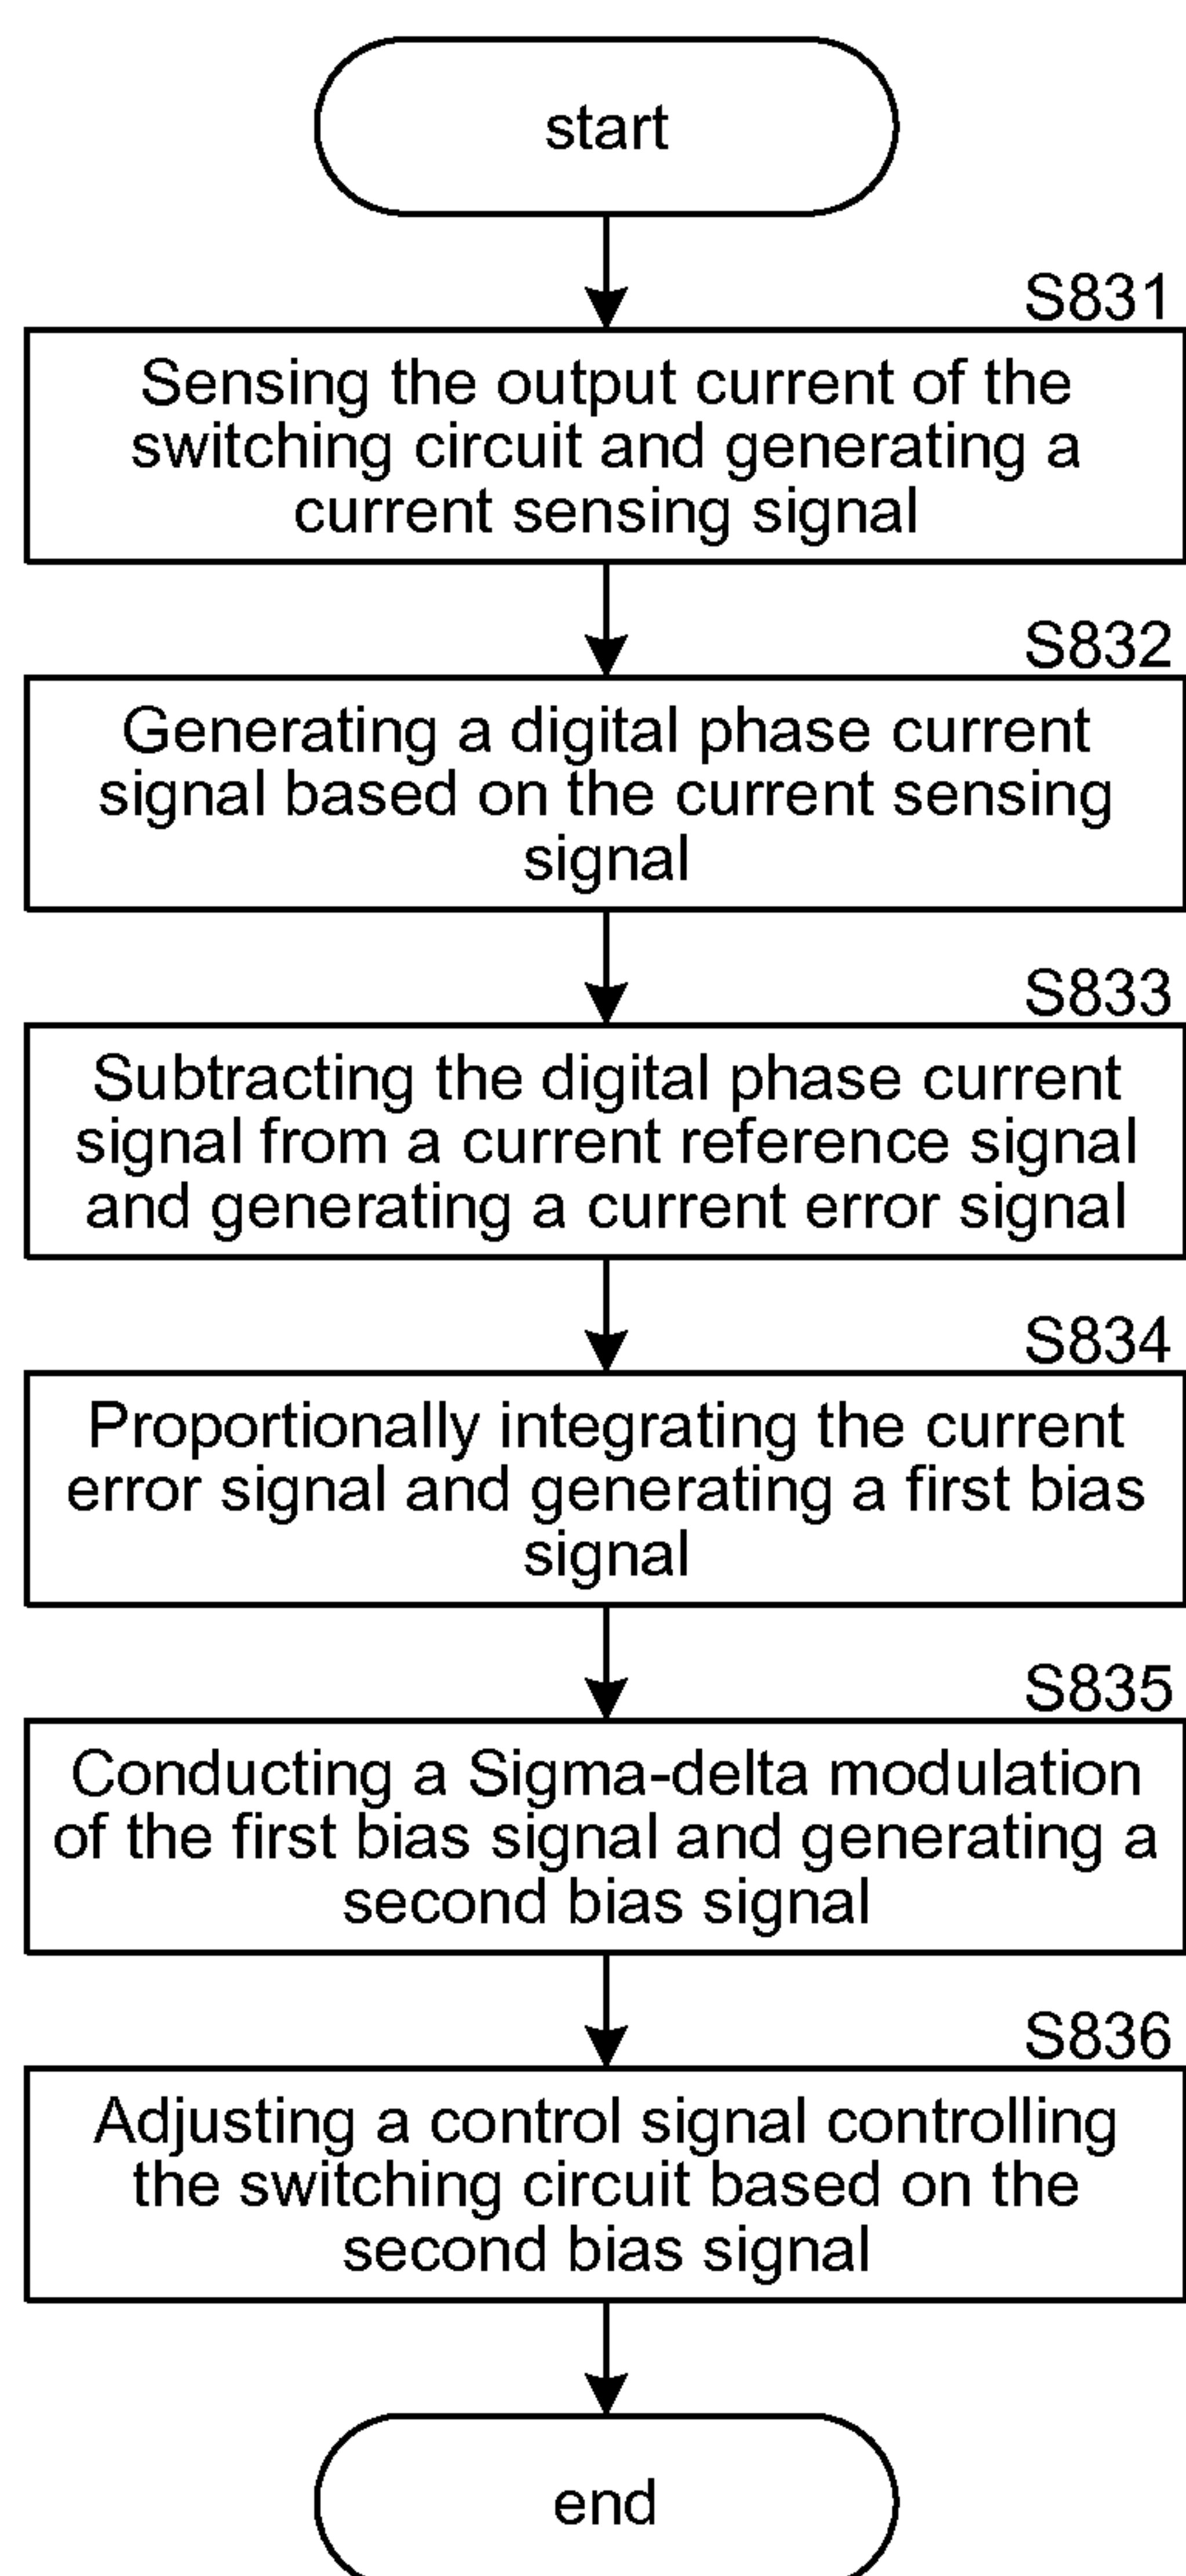 start
S831
Sensing the output current of the
switching circuit and generating a
current sensing signal
S832
Generating a digital phase current
signal based on the current sensing
signal
S833
Subtracting the digital phase current
signal from a current reference signal
and generating a current error signal
S834
Proportionally integrating the current
error signal and generating a first bias
signal
S835
Conducting a Sigma-delta modulation
of the first bias signal and generating a
second bias signal
S836
Adjusting a control signal controlling
the switching circuit based on the
second bias signal
end